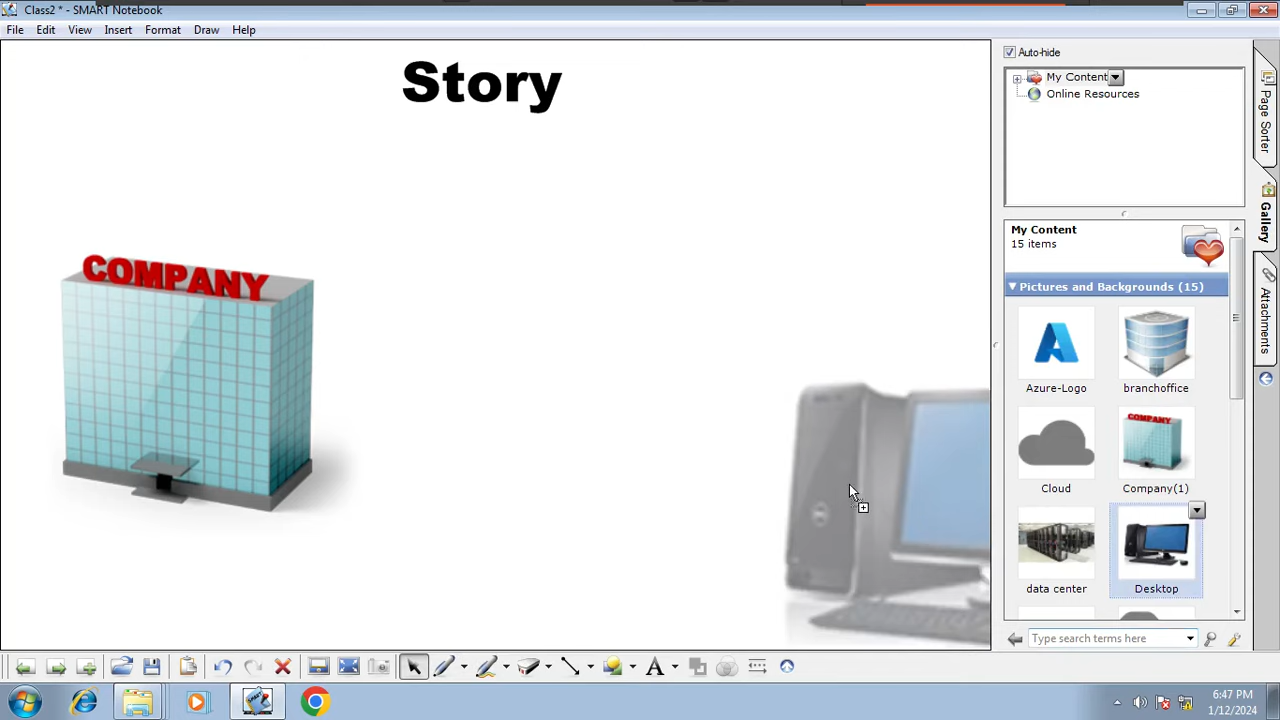 Class2 * - SMART Notebook
File Edit View Insert Format Draw Help
Story
COMPANY
Auto-hide
My Content
Online Resources
My Content
15 items
Pictures and Backgrounds (15)
Azure-Logo branchoffice
COMPANY
Cloud Company(1)
data center Desktop
Type search terms here
Page Sorter
Gallery
Attachments
A
6:47 PM
1/12/2024